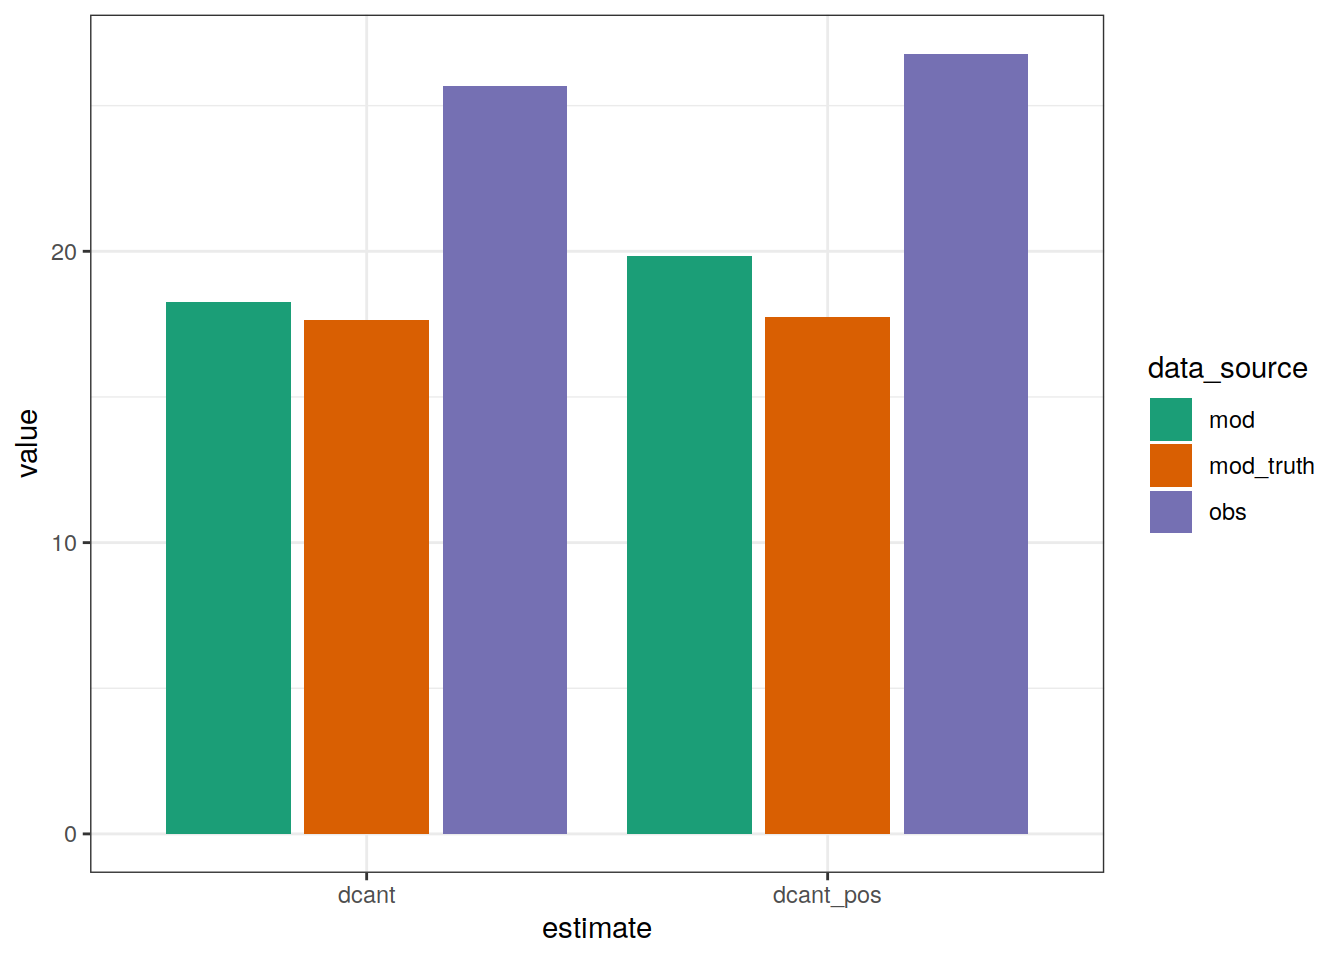 value
20
10
0
dcant
dcant_pos
estimate
data_source
mod
mod_truth
obs